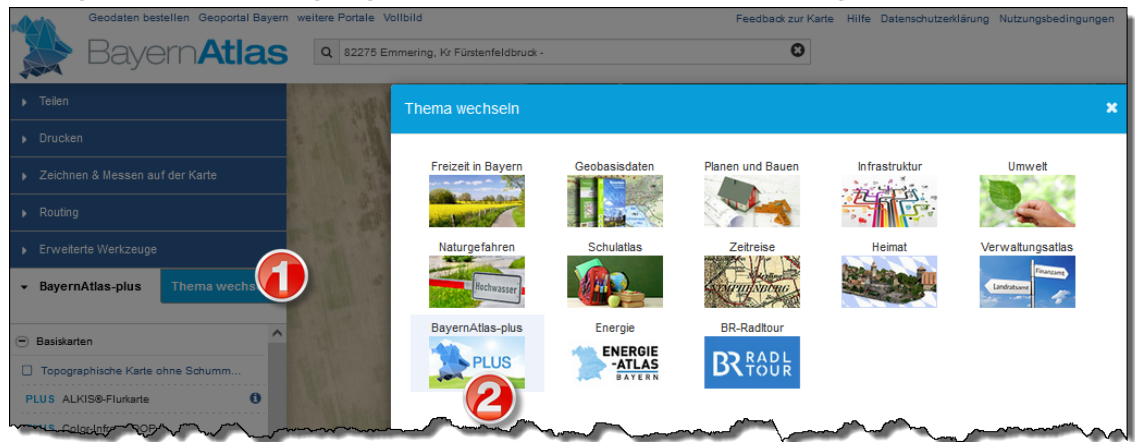 Geodaten bestellen Geoportal Bayern weitere Portale Vollbild
Feedback zur Karte Hilfe Datenschutzerklärung Nutzungsbedingungen
BayernAtlas
82275 Emmering, Kr Fürstenfeldbruck -
Teilen
Drucken
Zeichnen & Messen auf der Karte
Routing
Erweiterte Werkzeuge
BayernAtlas-plus Thema wechs
1
Basiskarten
Topographische Karte ohne Schumm...
PLUS ALKIS®-Flurkarte
Thema wechseln
Freizeit in Bayern Geobasisdaten Planen und Bauen Infrastruktur Umwelt
Naturgefahren Schulatlas Zeitreise Heimat Verwaltungsatlas
Hochwasser
NYMPHENBURG
Finanzamt
Landratsamt
BayernAtlas-plus Energie BR-Radltour
PLUS
ENERGIE
-ATLAS
BAYERN
BR RADL
TOUR
2